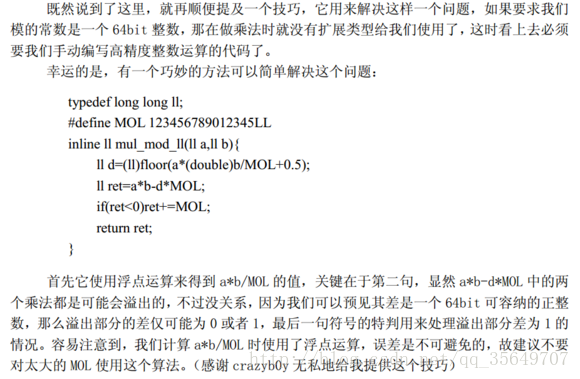 既然说到了这里，就再顺便提及一个技巧，它用来解决这样一个问题，如果要求我们
模的常数是一个 64bit 整数，那在做乘法时就没有扩展类型给我们使用了，这时看上去必须
要我们手动编写高精度整数运算的代码了。
幸运的是，有一个巧妙的方法可以简单解决这个问题：
typedef long long ll;
#define MOL 123456789012345LL
inline ll mul_mod_ll(ll a,ll b){
ll d=(ll)floor(a*(double)b/MOL+0.5);
ll ret=a*b-d*MOL;
if(ret<0)ret+=MOL;
return ret;
}
首先它使用浮点运算来得到 a*b/MOL 的值，关键在于第二句，显然 a*b-d*MOL 中的两
个乘法都是可能会溢出的，不过没关系，因为我们可以预见其差是一个 64bit 可容纳的正整
数，那么溢出部分的差仅可能为 0 或者 1，最后一句符号的特判用来处理溢出部分差为 1 的
情况。容易注意到，我们计算 a*b/MOL 时使用了浮点运算，误差是不可避免的，故建议不要
对太大的 MOL 使用这个算法。（感谢 crazyb0y 无私地给我提供这个技巧）
http://blog.csdn.net/qq_35649707